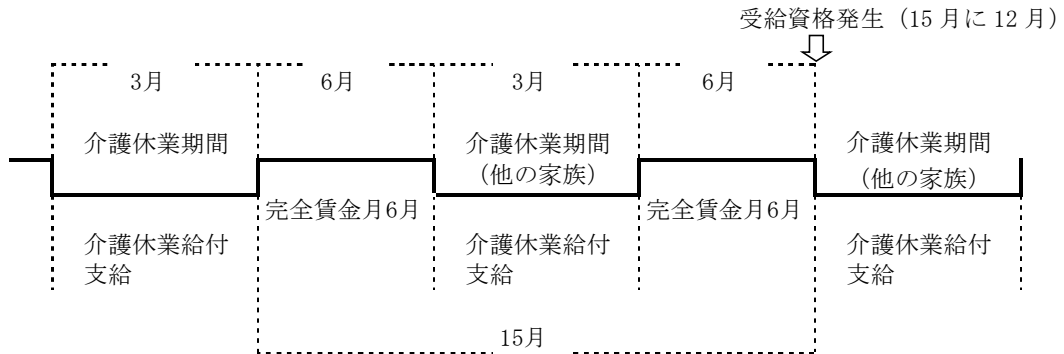 受給資格発生（15月に12月）
3月
6月
3月
6月
介護休業期間
介護休業期間
（他の家族）
介護休業期間
（他の家族）
完全賃金月6月
完全賃金月6月
介護休業給付
支給
介護休業給付
支給
介護休業給付
支給
15月